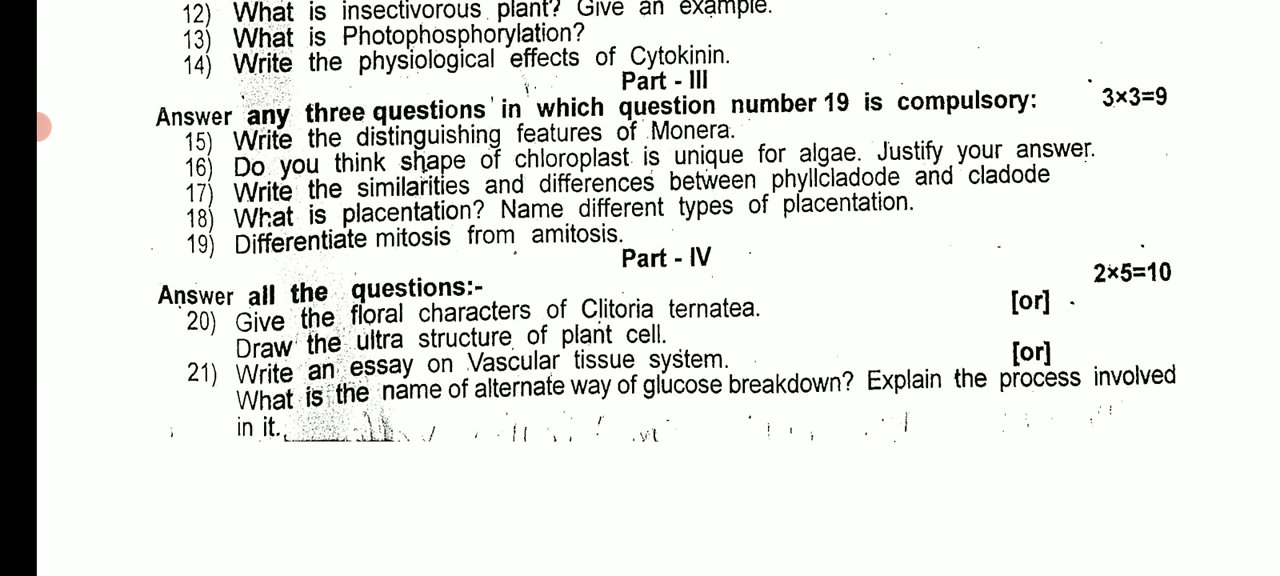 12) What is insectivorous plant? Give an example.
13) What is Photophosphorylation?
14) Write the physiological effects of Cytokinin.
Part - III
Answer any three questions in which question number 19 is compulsory: 3×3=9
15) Write the distinguishing features of Monera.
16) Do you think shape of chloroplast is unique for algae. Justify your answer.
17) Write the similarities and differences between phyllcladode and cladode
18) What is placentation? Name different types of placentation.
19) Differentiate mitosis from amitosis.
Part - IV
Answer all the questions:- 2×5=10
20) Give the floral characters of Clitoria ternatea. [or]
Draw the ultra structure of plant cell.
21) Write an essay on Vascular tissue system. [or]
What is the name of alternate way of glucose breakdown? Explain the process involved
in it.